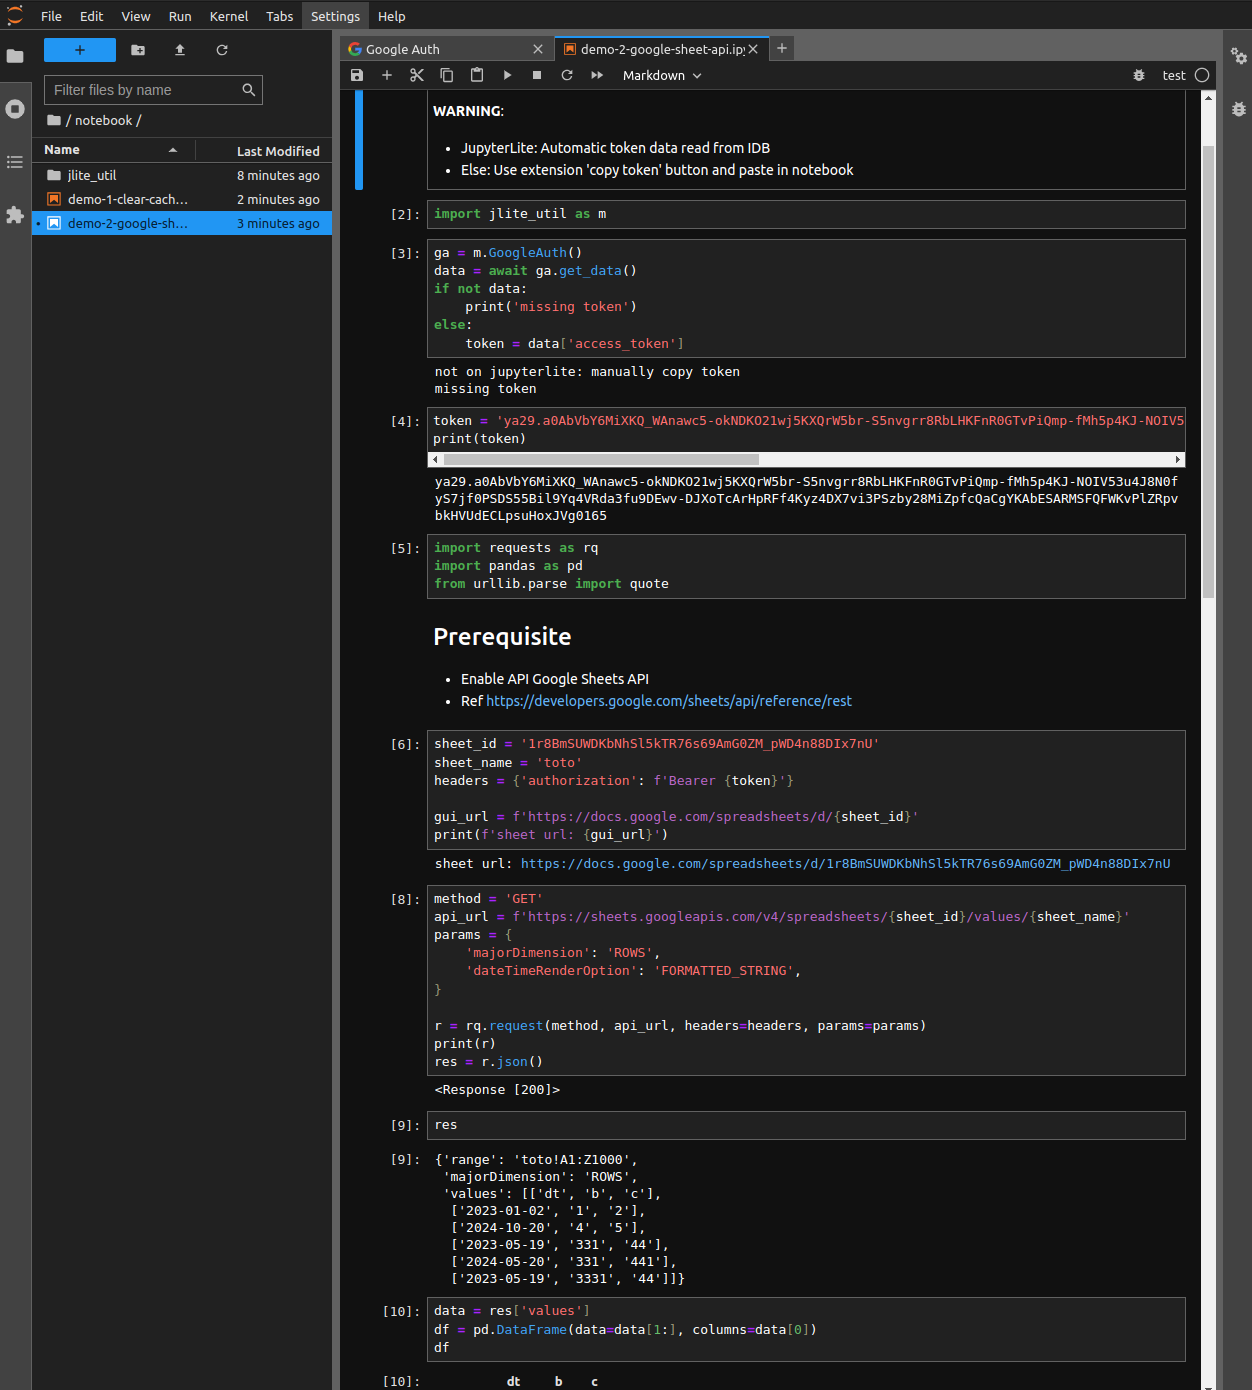 File Edit View Run Kernel Tabs Settings Help
+
Filter files by name
/ notebook /
Name Last Modified
jlite_util 8 minutes ago
demo-1-clear-cach... 2 minutes ago
demo-2-google-sh... 3 minutes ago
Google Auth
demo-2-google-sheet-api.ipy
Markdown
test
WARNING:
• JupyterLite: Automatic token data read from IDB
• Else: Use extension 'copy token' button and paste in notebook
[2]: import jlite_util as m
[3]: ga = m.GoogleAuth()
data = await ga.get_data()
if not data:
    print('missing token')
else:
    token = data['access_token']
not on jupyterlite: manually copy token
missing token
[4]: token = 'ya29.a0AbVbY6MiXKQ_WAnawc5-okNDKO21wj5KXQrW5br-S5nvgrr8RbLHKFnR0GTvPiQmp-fMh5p4KJ-NOIV5
print(token)
ya29.a0AbVbY6MiXKQ_WAnawc5-okNDKO21wj5KXQrW5br-S5nvgrr8RbLHKFnR0GTvPiQmp-fMh5p4KJ-NOIV53u4J8N0f
yS7jf0PSDS55Bil9Yq4VRda3fu9DEwv-DJXoTcArHpRFf4Kyz4DX7vi3PSzby28MiZpfcQaCgYKAbESARMSFQFWKvPlZRpv
bkHVUdECLpsuHoxJVg0165
[5]: import requests as rq
import pandas as pd
from urllib.parse import quote
Prerequisite
• Enable API Google Sheets API
• Ref https://developers.google.com/sheets/api/reference/rest
[6]: sheet_id = '1r8BmSUWDKbNhSl5kTR76s69AmG0ZM_pWD4n88DIx7nU'
sheet_name = 'toto'
headers = {'authorization': f'Bearer {token}'}
gui_url = f'https://docs.google.com/spreadsheets/d/{sheet_id}'
print(f'sheet url: {gui_url}')
sheet url: https://docs.google.com/spreadsheets/d/1r8BmSUWDKbNhSl5kTR76s69AmG0ZM_pWD4n88DIx7nU
[8]: method = 'GET'
api_url = f'https://sheets.googleapis.com/v4/spreadsheets/{sheet_id}/values/{sheet_name}'
params = {
    'majorDimension': 'ROWS',
    'dateTimeRenderOption': 'FORMATTED_STRING',
}
r = rq.request(method, api_url, headers=headers, params=params)
print(r)
res = r.json()
<Response [200]>
[9]: res
[9]: {'range': 'toto!A1:Z1000',
 'majorDimension': 'ROWS',
 'values': [['dt', 'b', 'c'],
  ['2023-01-02', '1', '2'],
  ['2024-10-20', '4', '5'],
  ['2023-05-19', '331', '44'],
  ['2024-05-20', '331', '441'],
  ['2023-05-19', '3331', '44']]}
[10]: data = res['values']
df = pd.DataFrame(data=data[1:], columns=data[0])
df
[10]: dt b c